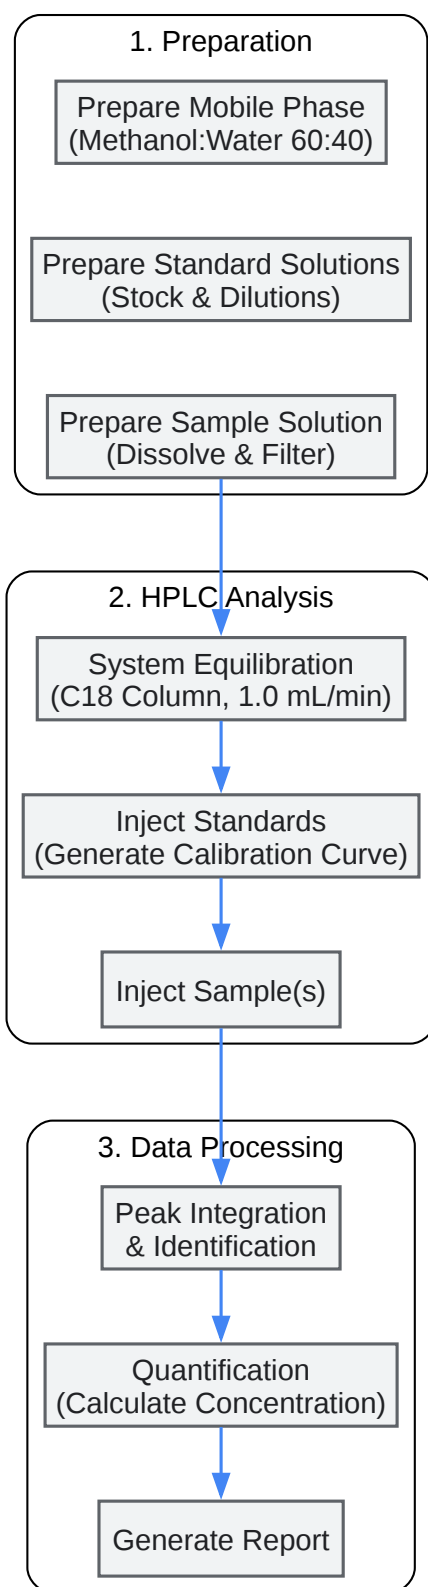 1. Preparation
Prepare Mobile Phase
(Methanol:Water 60:40)
Prepare Standard Solutions
(Stock & Dilutions)
Prepare Sample Solution
(Dissolve & Filter)
2. HPLC Analysis
System Equilibration
(C18 Column, 1.0 mL/min)
Inject Standards
(Generate Calibration Curve)
Inject Sample(s)
3. Data Processing
Peak Integration
& Identification
Quantification
(Calculate Concentration)
Generate Report